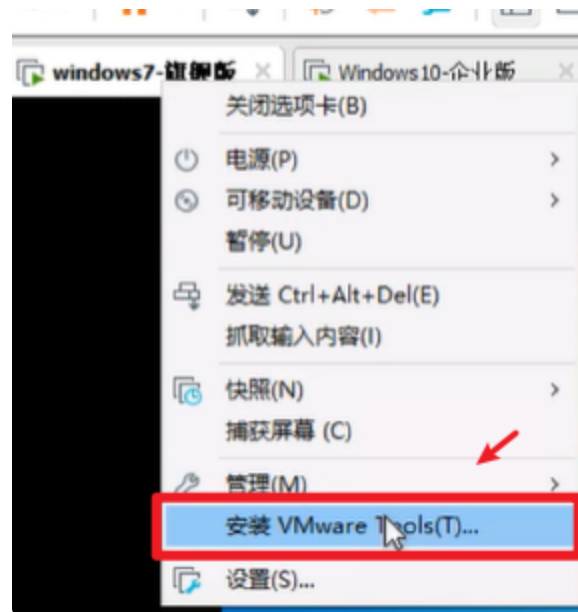 windows7-旗舰版
Windows 10-企业版
关闭选项卡(B)
电源(P)
可移动设备(D)
暂停(U)
发送 Ctrl+Alt+Del(E)
抓取输入内容(I)
快照(N)
捕获屏幕 (C)
管理(M)
安装 VMware Tools(T)...
设置(S)...